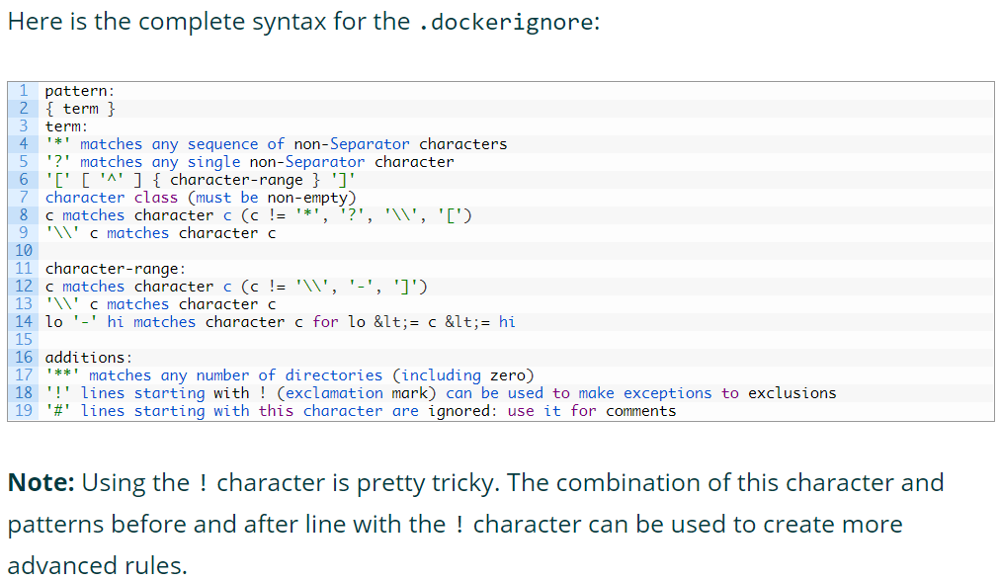 Here is the complete syntax for the .dockerignore:
1 pattern:
2 { term }
3 term:
4 '*' matches any sequence of non-Separator characters
5 '?' matches any single non-Separator character
6 '[' [ '^' ] { character-range } ']'
7 character class (must be non-empty)
8 c matches character c (c != '*', '?', '\\', '[')
9 '\\' c matches character c
10
11 character-range:
12 c matches character c (c != '\\', '-', ']')
13 '\\' c matches character c
14 lo '-' hi matches character c for lo &lt;= c &lt;= hi
15
16 additions:
17 '**' matches any number of directories (including zero)
18 '!' lines starting with ! (exclamation mark) can be used to make exceptions to exclusions
19 '#' lines starting with this character are ignored: use it for comments
Note: Using the ! character is pretty tricky. The combination of this character and
patterns before and after line with the ! character can be used to create more
advanced rules.